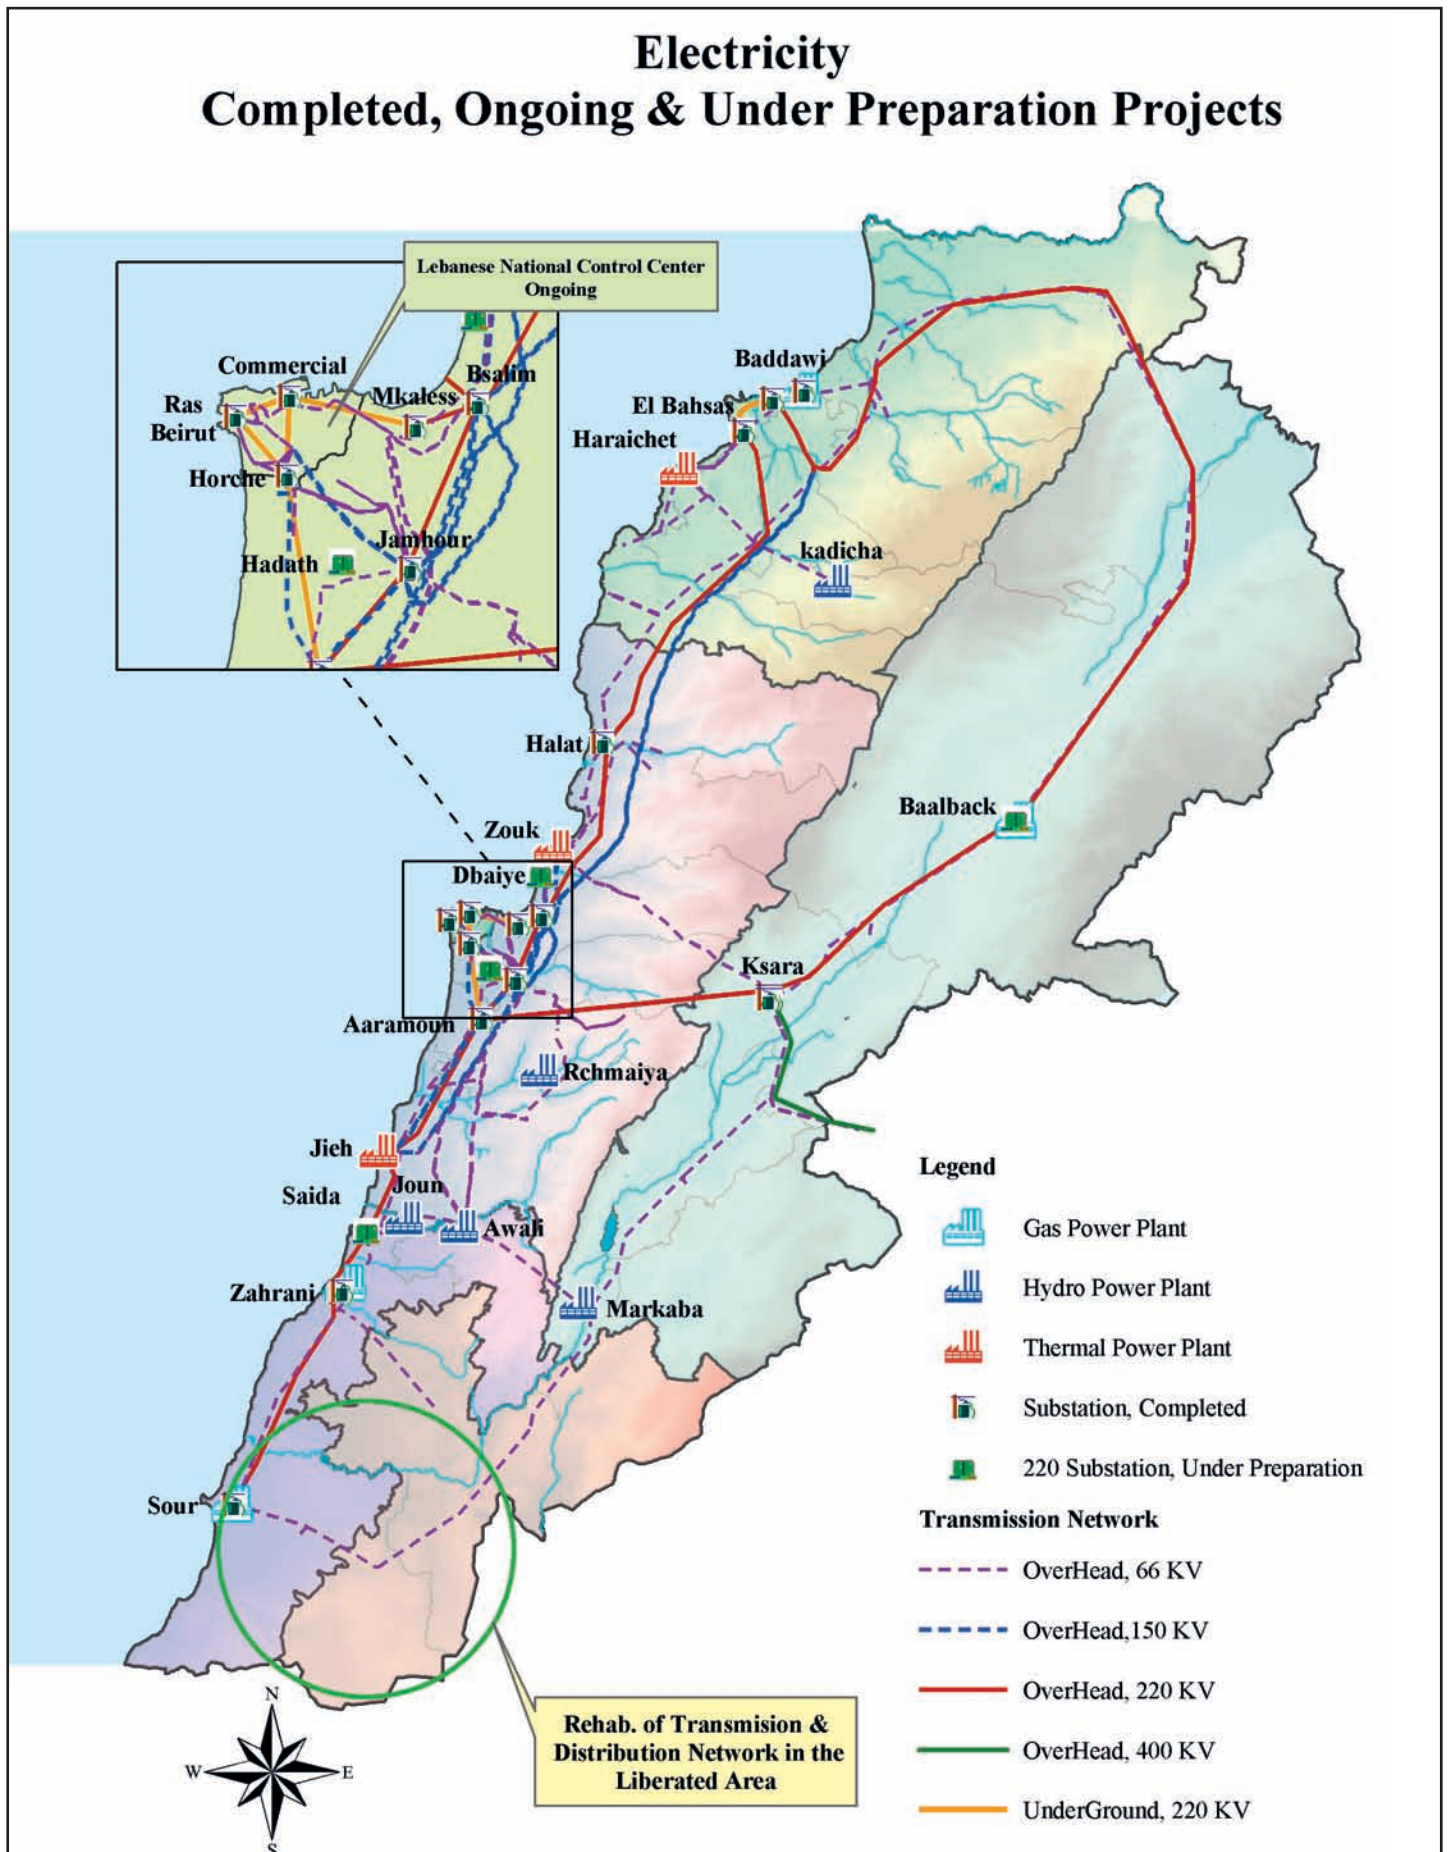 Electricity
Completed, Ongoing & Under Preparation Projects
Lebanese National Control Center
Ongoing
Commercial
Bsalim
Mkaless
Ras
Beirut
Horche
Jamhour
Hadath
Baddawi
El Bahsas
Haraichet
kadicha
Halat
Baalback
Zouk
Dbaiye
Ksara
Aaramoun
Rchmaiya
Jieh
Joun
Saida
Awali
Zahrani
Markaba
Sour
Legend
Gas Power Plant
Hydro Power Plant
Thermal Power Plant
Substation, Completed
220 Substation, Under Preparation
Transmission Network
OverHead, 66 KV
OverHead,150 KV
OverHead, 220 KV
OverHead, 400 KV
UnderGround, 220 KV
Rehab. of Transmision &
Distribution Network in the
Liberated Area
N
W
E
S